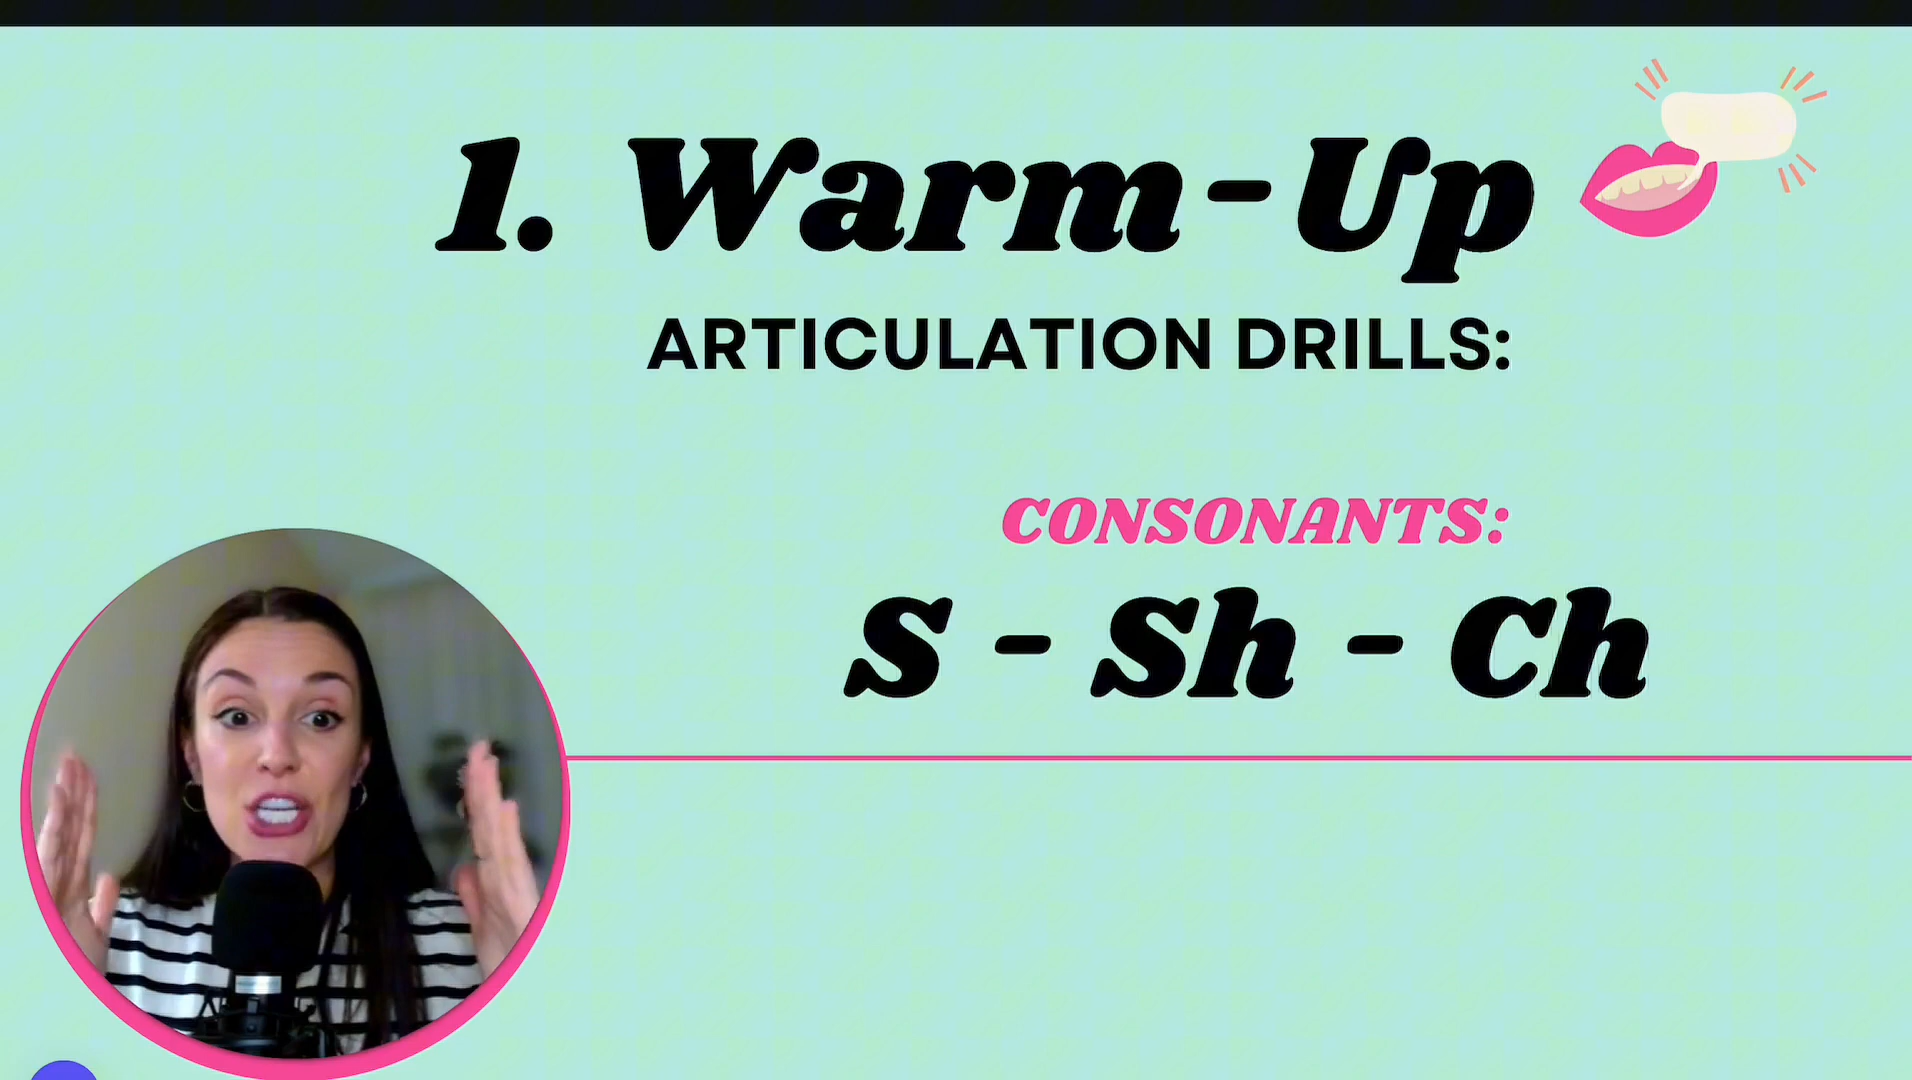 1. Warm-Up
ARTICULATION DRILLS:
CONSONANTS:
S - Sh - Ch